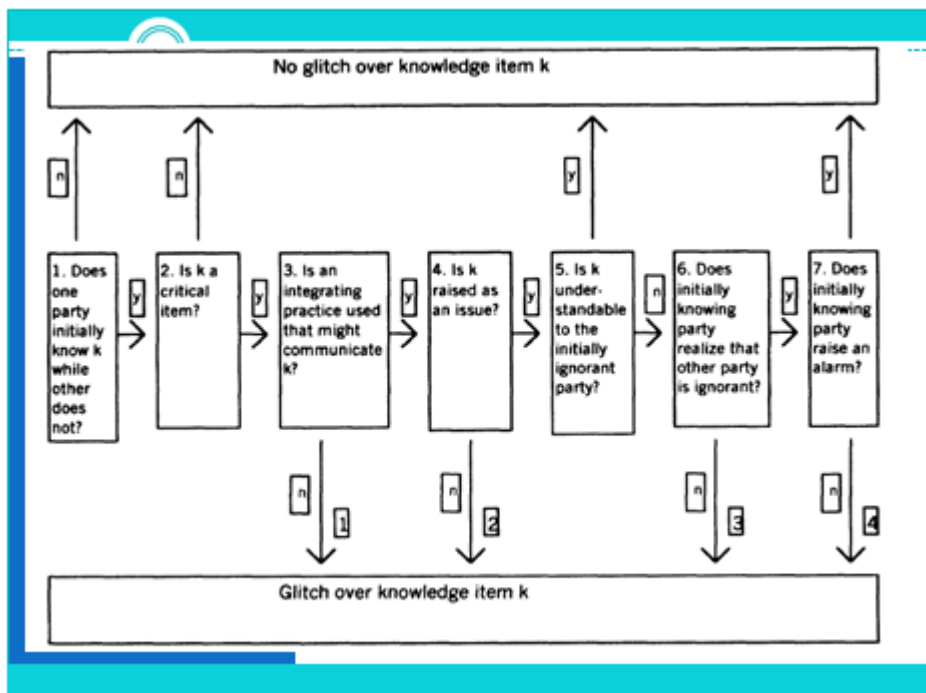 No glitch over knowledge item k
n
n
y
y
1. Does
one
party
initially
know k
while
other
does
not?
y
2. Is k a
critical
item?
y
3. Is an
integrating
practice used
that might
communicate
k?
y
4. Is k
raised as
an issue?
y
5. Is k
under-
standable
to the
initially
ignorant
party?
n
6. Does
initially
knowing
party
realize that
other party
is ignorant?
y
7. Does
initially
knowing
party
raise an
alarm?
n
1
n
2
n
3
n
4
Glitch over knowledge item k